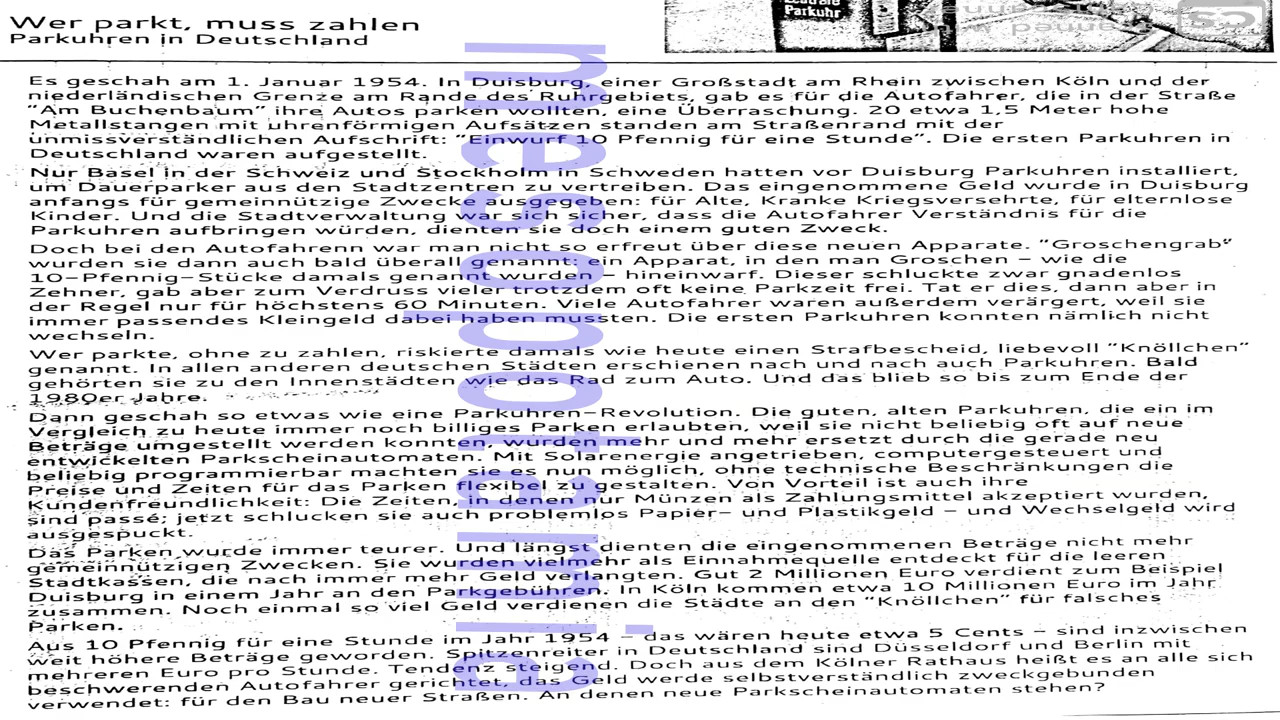 Wer parkt, muss zahlen
Parkuhren in Deutschland
Parkuhr
Es geschah am 1. Januar 1954. In Duisburg, einer Großstadt am Rhein zwischen Köln und der
niederländischen Grenze am Rande des Ruhrgebiets, gab es für die Autofahrer, die in der Straße
“Am Buchenbaum” ihre Autos parken wollten, eine Überraschung. 20 etwa 1,5 Meter hohe
Metallstangen mit uhrenförmigen Aufsätzen standen am Straßenrand mit der
unmissverständlichen Aufschrift: “Einwurf 10 Pfennig für eine Stunde”. Die ersten Parkuhren in
Deutschland waren aufgestellt.
Nur Basel in der Schweiz und Stockholm in Schweden hatten vor Duisburg Parkuhren installiert,
um Dauerparker aus den Stadtzentren zu vertreiben. Das eingenommene Geld wurde in Duisburg
anfangs für gemeinnützige Zwecke ausgegeben: für Alte, Kranke Kriegsversehrte, für elternlose
Kinder. Und die Stadtverwaltung war sich sicher, dass die Autofahrer Verständnis für die
Parkuhren aufbringen würden, dienten sie doch einem guten Zweck.
Doch bei den Autofahrenn war man nicht so erfreut über diese neuen Apparate. “Groschengrab”
wurden sie dann auch bald überall genannt: ein Apparat, in den man Groschen – wie die
10-Pfennig-Stücke damals genannt wurden – hineinwarf. Dieser schluckte zwar gnadenlos
Zehner, gab aber zum Verdruss vieler trotzdem oft keine Parkzeit frei. Tat er dies, dann aber in
der Regel nur für höchstens 60 Minuten. Viele Autofahrer waren außerdem verärgert, weil sie
immer passendes Kleingeld dabei haben mussten. Die ersten Parkuhren konnten nämlich nicht
wechseln.
Wer parkte, ohne zu zahlen, riskierte damals wie heute einen Strafbescheid, liebevoll “Knöllchen”
genannt. In allen anderen deutschen Städten erschienen nach und nach auch Parkuhren. Bald
gehörten sie zu den Innenstädten wie das Rad zum Auto. Und das blieb so bis zum Ende der
1980er Jahre.
Dann geschah so etwas wie eine Parkuhren-Revolution. Die guten, alten Parkuhren, die ein im
Vergleich zu heute immer noch billiges Parken erlaubten, weil sie nicht beliebig oft auf neue
Beträge umgestellt werden konnten, wurden mehr und mehr ersetzt durch die gerade neu
entwickelten Parkscheinautomaten. Mit Solarenergie angetrieben, computergesteuert und
beliebig programmierbar machten sie es nun möglich, ohne technische Beschränkungen die
Preise und Zeiten für das Parken flexibel zu gestalten. Von Vorteil ist auch ihre
Kundenfreundlichkeit: Die Zeiten, in denen nur Münzen als Zahlungsmittel akzeptiert wurden,
sind passé; jetzt schlucken sie auch problemlos Papier- und Plastikgeld – und Wechselgeld wird
ausgespuckt.
Das Parken wurde immer teurer. Und längst dienten die eingenommenen Beträge nicht mehr
gemeinnützigen Zwecken. Sie wurden vielmehr als Einnahmequelle entdeckt für die leeren
Stadtkassen, die nach immer mehr Geld verlangten. Gut 2 Millionen Euro verdient zum Beispiel
Duisburg in einem Jahr an den Parkgebühren. In Köln kommen etwa 10 Millionen Euro im Jahr
zusammen. Noch einmal so viel Geld verdienen die Städte an den “Knöllchen” für falsches
Parken.
Aus 10 Pfennig für eine Stunde im Jahr 1954 – das wären heute etwa 5 Cents – sind inzwischen
weit höhere Beträge geworden. Spitzenreiter in Deutschland sind Düsseldorf und Berlin mit
mehreren Euro pro Stunde. Tendenz steigend. Doch aus dem Kölner Rathaus heißt es an alle sich
beschwerenden Autofahrer gerichtet, das Geld werde selbstverständlich zweckgebunden
verwendet: für den Bau neuer Straßen. An denen neue Parkscheinautomaten stehen?
mesopotamia
CS